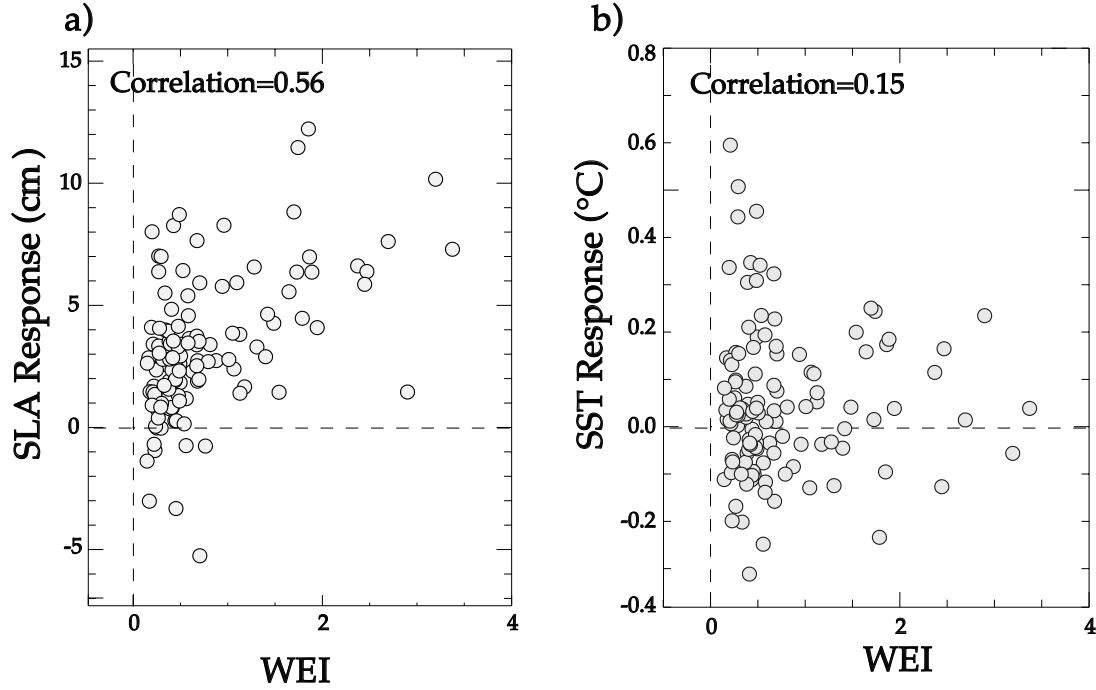 a)
Correlation=0.56
15
10
5
0
-5
0 2 4
SLA Response (cm)
WEI
b)
Correlation=0.15
0.8
0.6
0.4
0.2
0.0
-0.2
-0.4
0 2 4
SST Response (°C)
WEI